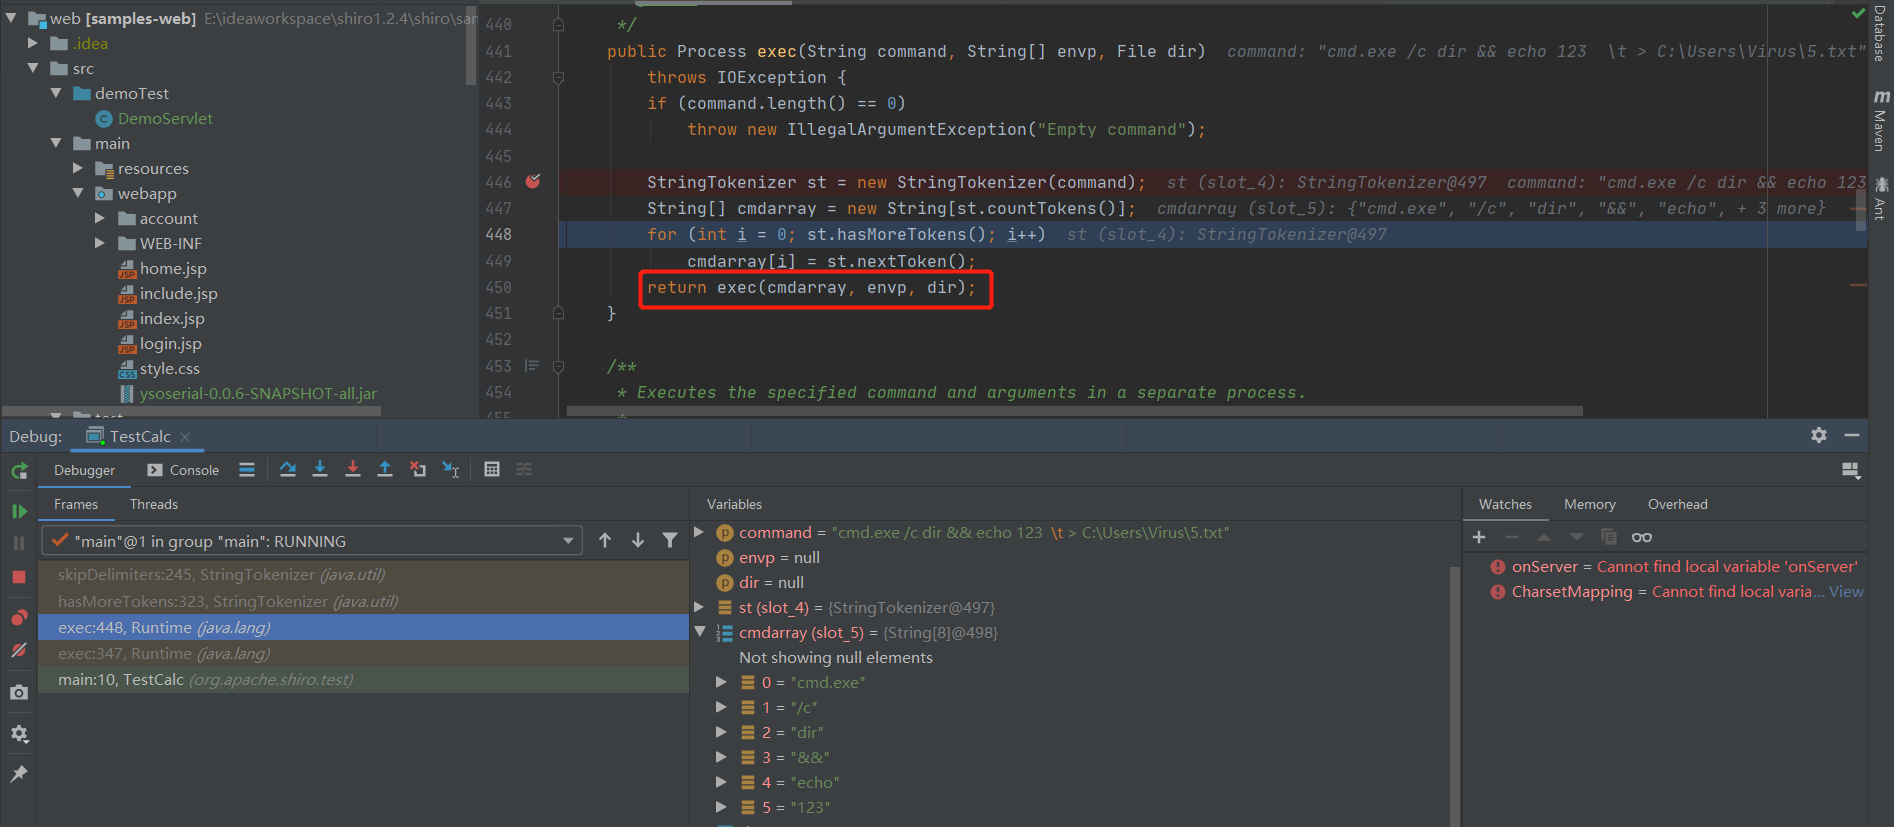 web [samples-web] E:\ideaworkspace\shiro1.2.4\shiro\sam
.idea
src
demoTest
DemoServlet
main
resources
webapp
account
WEB-INF
home.jsp
include.jsp
index.jsp
login.jsp
style.css
ysoserial-0.0.6-SNAPSHOT-all.jar
440 */
441 public Process exec(String command, String[] envp, File dir) command: "cmd.exe /c dir && echo 123 \t > C:\Users\Virus\5.txt"
442 throws IOException {
443 if (command.length() == 0)
444 throw new IllegalArgumentException("Empty command");
445
446 StringTokenizer st = new StringTokenizer(command); st (slot_4): StringTokenizer@497 command: "cmd.exe /c dir && echo 123
447 String[] cmdarray = new String[st.countTokens()]; cmdarray (slot_5): {"cmd.exe", "/c", "dir", "&&", "echo", + 3 more}
448 for (int i = 0; st.hasMoreTokens(); i++) st (slot_4): StringTokenizer@497
449 cmdarray[i] = st.nextToken();
450 return exec(cmdarray, envp, dir);
451 }
452
453 /**
454 * Executes the specified command and arguments in a separate process.
455 *
Database
Maven
Ant
Debug: TestCalc
Debugger Console
Frames Threads
"main"@1 in group "main": RUNNING
skipDelimiters:245, StringTokenizer (java.util)
hasMoreTokens:323, StringTokenizer (java.util)
exec:448, Runtime (java.lang)
exec:347, Runtime (java.lang)
main:10, TestCalc (org.apache.shiro.test)
Variables
command = "cmd.exe /c dir && echo 123 \t > C:\Users\Virus\5.txt"
envp = null
dir = null
st (slot_4) = {StringTokenizer@497}
cmdarray (slot_5) = {String[8]@498}
Not showing null elements
0 = "cmd.exe"
1 = "/c"
2 = "dir"
3 = "&&"
4 = "echo"
5 = "123"
Watches Memory Overhead
onServer = Cannot find local variable 'onServer'
CharsetMapping = Cannot find local varia... View